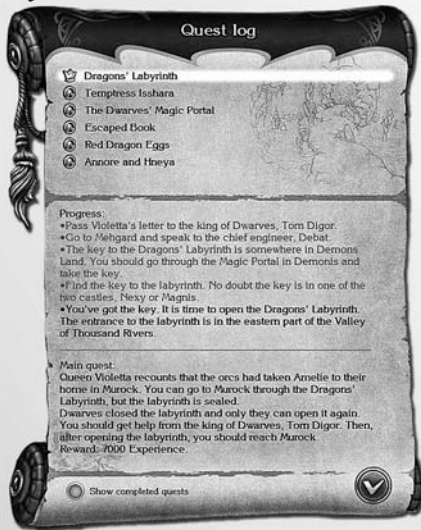 Quest log
Dragons' Labyrinth
Temptress Isshara
The Dwarves' Magic Portal
Escaped Book
Red Dragon Eggs
Annore and Hneya
Progress:
•Pass Violetta's letter to the king of Dwarves, Tom Digor.
•Go to Mehgard and speak to the chief engineer, Debat.
•The key to the Dragons' Labyrinth is somewhere in Demons
Land. You should go through the Magic Portal in Demonis and
take the key.
•Find the key to the labyrinth. No doubt the key is in one of the
two castles, Nexy or Magnis.
•You've got the key. It is time to open the Dragons' Labyrinth.
The entrance to the labyrinth is in the eastern part of the Valley
of Thousand Rivers.
Main quest:
Queen Violetta recounts that the orcs had taken Amelie to their
home in Murock. You can go to Murock through the Dragons'
Labyrinth, but the labyrinth is sealed.
Dwarves closed the labyrinth and only they can open it again.
You should get help from the king of Dwarves, Tom Digor. Then,
after opening the labyrinth, you should reach Murock.
Reward: 7000 Experience.
Show completed quests